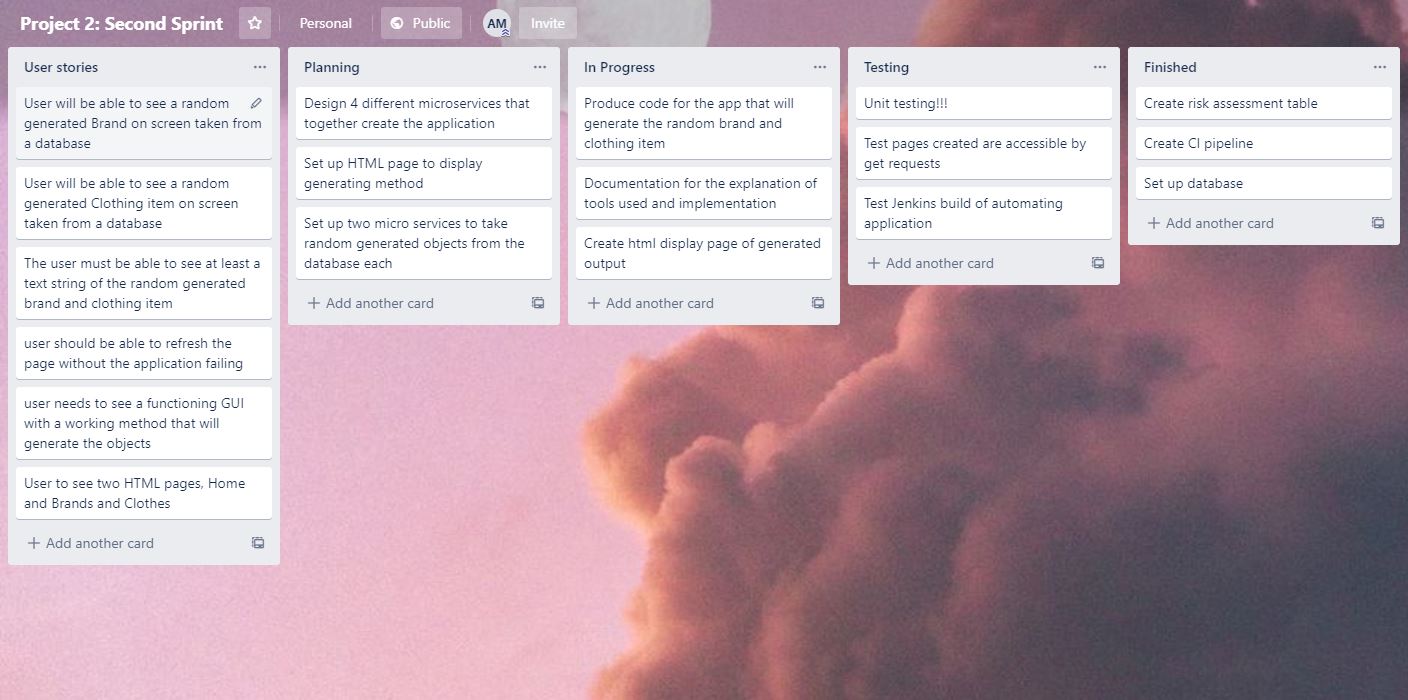 Project 2: Second Sprint
Personal
Public
AM
Invite
User stories
User will be able to see a random
generated Brand on screen taken from
a database
User will be able to see a random
generated Clothing item on screen
taken from a database
The user must be able to see at least a
text string of the random generated
brand and clothing item
user should be able to refresh the
page without the application failing
user needs to see a functioning GUI
with a working method that will
generate the objects
User to see two HTML pages, Home
and Brands and Clothes
+ Add another card
Planning
Design 4 different microservices that
together create the application
Set up HTML page to display
generating method
Set up two micro services to take
random generated objects from the
database each
+ Add another card
In Progress
Produce code for the app that will
generate the random brand and
clothing item
Documentation for the explanation of
tools used and implementation
Create html display page of generated
output
+ Add another card
Testing
Unit testing!!!
Test pages created are accessible by
get requests
Test Jenkins build of automating
application
+ Add another card
Finished
Create risk assessment table
Create CI pipeline
Set up database
+ Add another card